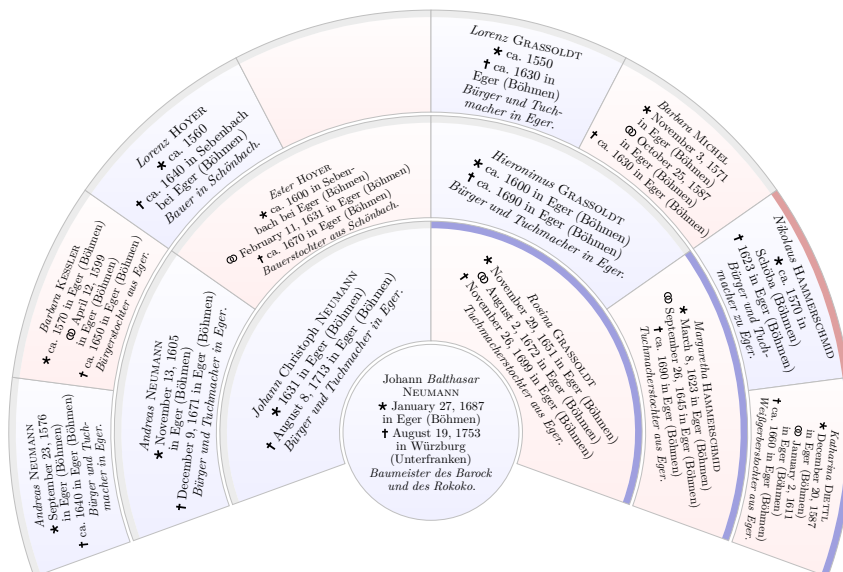 Johann Balthasar
NEUMANN
* January 27, 1687
in Eger (Böhmen)
† August 19, 1753
in Würzburg
(Unterfranken)
Baumeister des Barock
und des Rokoko.
Johann Christoph NEUMANN
* 1631 in Eger (Böhmen)
† August 8, 1713 in Eger (Böhmen)
Bürger und Tuchmacher in Eger.
Rosina GRASSOLDT
* November 29, 1651 in Eger (Böhmen)
⚭ August 2, 1672 in Eger (Böhmen)
† November 26, 1699 in Eger (Böhmen)
Tuchmacherstochter aus Eger.
Andreas NEUMANN
* November 13, 1605
in Eger (Böhmen)
† December 9, 1671 in Eger (Böhmen)
Bürger und Tuchmacher in Eger.
Ester HOYER
* ca. 1600 in Seben-
bach bei Eger (Böhmen)
⚭ February 11, 1631 in Eger (Böhmen)
† ca. 1670 in Eger (Böhmen)
Bauerstochter aus Schönbach.
Hieronimus GRASSOLDT
* ca. 1600 in Eger (Böhmen)
† ca. 1690 in Eger (Böhmen)
Bürger und Tuchmacher in Eger.
Margaretha HAMMERSCHMID
* March 8, 1623 in Eger (Böhmen)
⚭ September 26, 1645 in Eger (Böhmen)
† ca. 1690 in Eger (Böhmen)
Tuchmacherstochter aus Eger.
Andreas NEUMANN
* September 23, 1576
in Eger (Böhmen)
† ca. 1640 in Eger (Böhmen)
Bürger und Tuch-
macher in Eger.
Barbara KESSLER
* ca. 1570 in Eger (Böhmen)
⚭ April 12, 1599
in Eger (Böhmen)
† ca. 1650 in Eger (Böhmen)
Bürgerstochter aus Eger.
Lorenz HOYER
* ca. 1560
† ca. 1640 in Sebenbach
bei Eger (Böhmen)
Bauer in Schönbach.
Lorenz GRASSOLDT
* ca. 1550
† ca. 1630 in
Eger (Böhmen)
Bürger und Tuch-
macher in Eger.
Barbara MICHEL
* November 3, 1571
in Eger (Böhmen)
⚭ October 25, 1587
in Eger (Böhmen)
† ca. 1630 in Eger (Böhmen)
Nikolaus HAMMERSCHMID
* ca. 1570 in
Schöba (Böhmen)
† 1623 in Eger (Böhmen)
Bürger und Tuch-
macher zu Eger.
Katharina DIETTL
* December 20, 1587
in Eger (Böhmen)
⚭ January 2, 1611
in Eger (Böhmen)
† ca. 1660 in Eger (Böhmen)
Weißgerberstochter aus Eger.